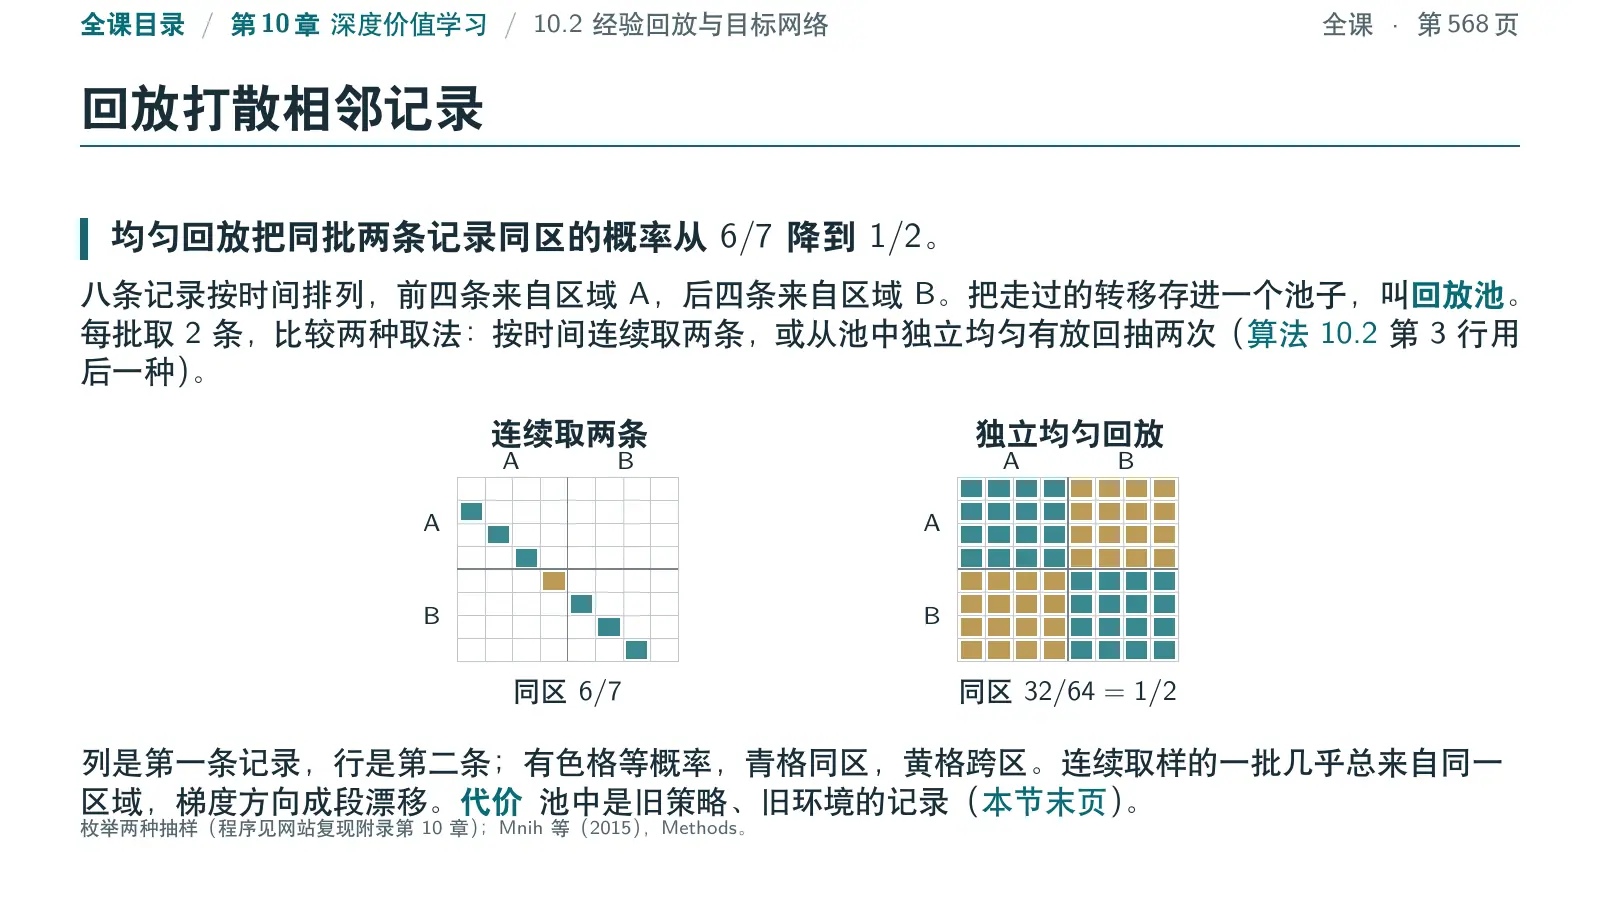 全课目录 / 第 10 章 深度价值学习 / 10.2 经验回放与目标网络
全课 · 第 568 页
回放打散相邻记录
均匀回放把同批两条记录同区的概率从 6/7 降到 1/2。
八条记录按时间排列，前四条来自区域 A，后四条来自区域 B。把走过的转移存进一个池子，叫回放池。
每批取 2 条，比较两种取法：按时间连续取两条，或从池中独立均匀有放回抽两次（算法 10.2 第 3 行用
后一种）。
连续取两条
A B
A
B
同区 6/7
独立均匀回放
A B
A
B
同区 32/64 = 1/2
列是第一条记录，行是第二条；有色格等概率，青格同区，黄格跨区。连续取样的一批几乎总来自同一
区域，梯度方向成段漂移。代价 池中是旧策略、旧环境的记录（本节末页）。
枚举两种抽样（程序见网站复现附录第 10 章）；Mnih 等（2015），Methods。